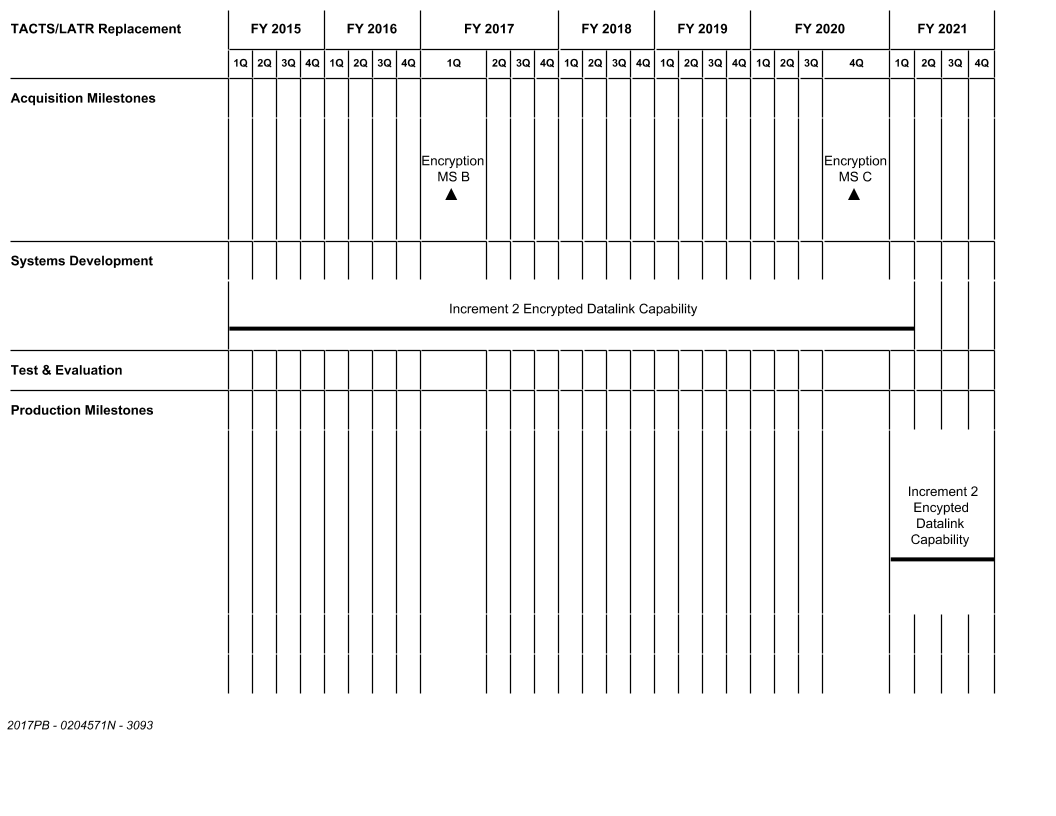 TACTS/LATR Replacement FY 2015 FY 2016 FY 2017 FY 2018 FY 2019 FY 2020 FY 2021
1Q 2Q 3Q 4Q 1Q 2Q 3Q 4Q 1Q 2Q 3Q 4Q 1Q 2Q 3Q 4Q 1Q 2Q 3Q 4Q 1Q 2Q 3Q 4Q 1Q 2Q 3Q 4Q
Acquisition Milestones
Encryption Encryption
MS B MS C
Systems Development
Increment 2 Encrypted Datalink Capability
Test & Evaluation
Production Milestones
Increment 2
Encypted
Datalink
Capability
2017PB - 0204571N - 3093